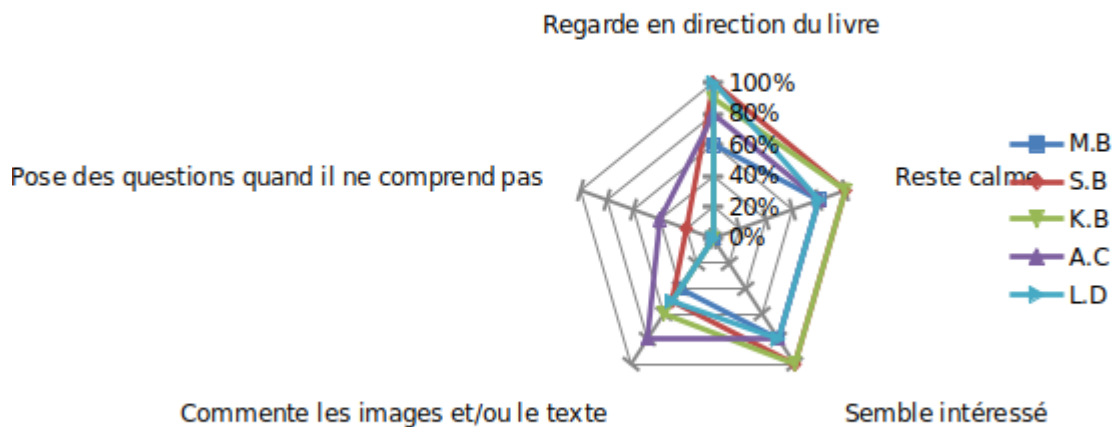 Regarde en direction du livre
100%
80%
60%
40%
20%
0%
Pose des questions quand il ne comprend pas
Reste calme
Commente les images et/ou le texte
Semble intéressé
M.B
S.B
K.B
A.C
L.D